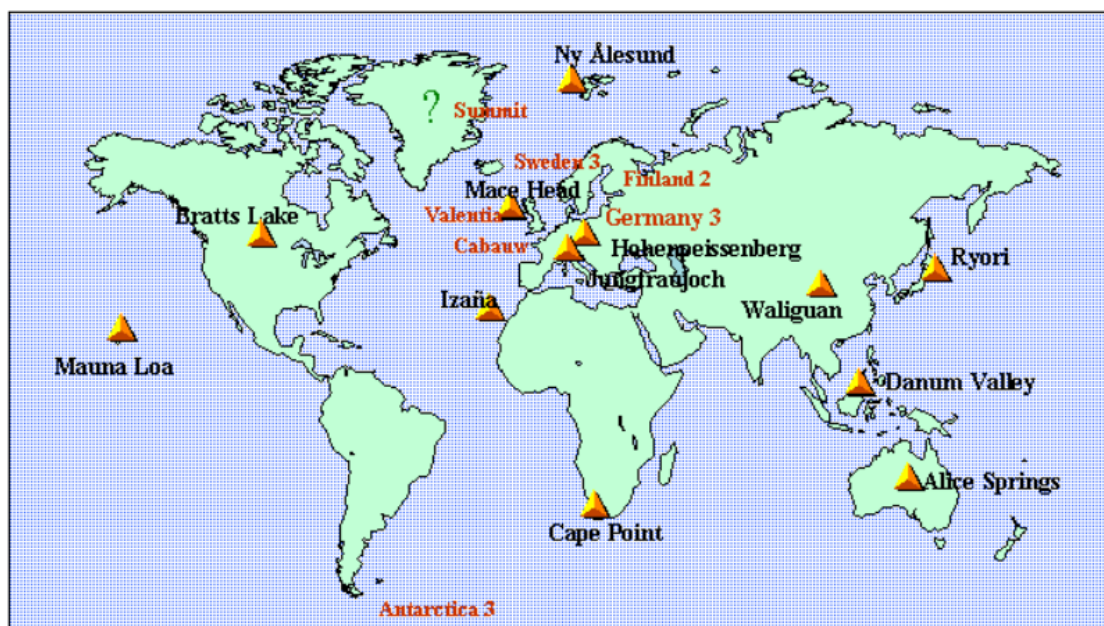 Ny Ålesund
?
Summit
Sweden 3
Finland 2
Mace Head
Bratts Lake
Valentia
Germany 3
Cabauw
Hohenpeissenberg
Ryori
Jungfraujoch
Izaña
Waliguan
Mauna Loa
Danum Valley
Alice Springs
Cape Point
Antarctica 3